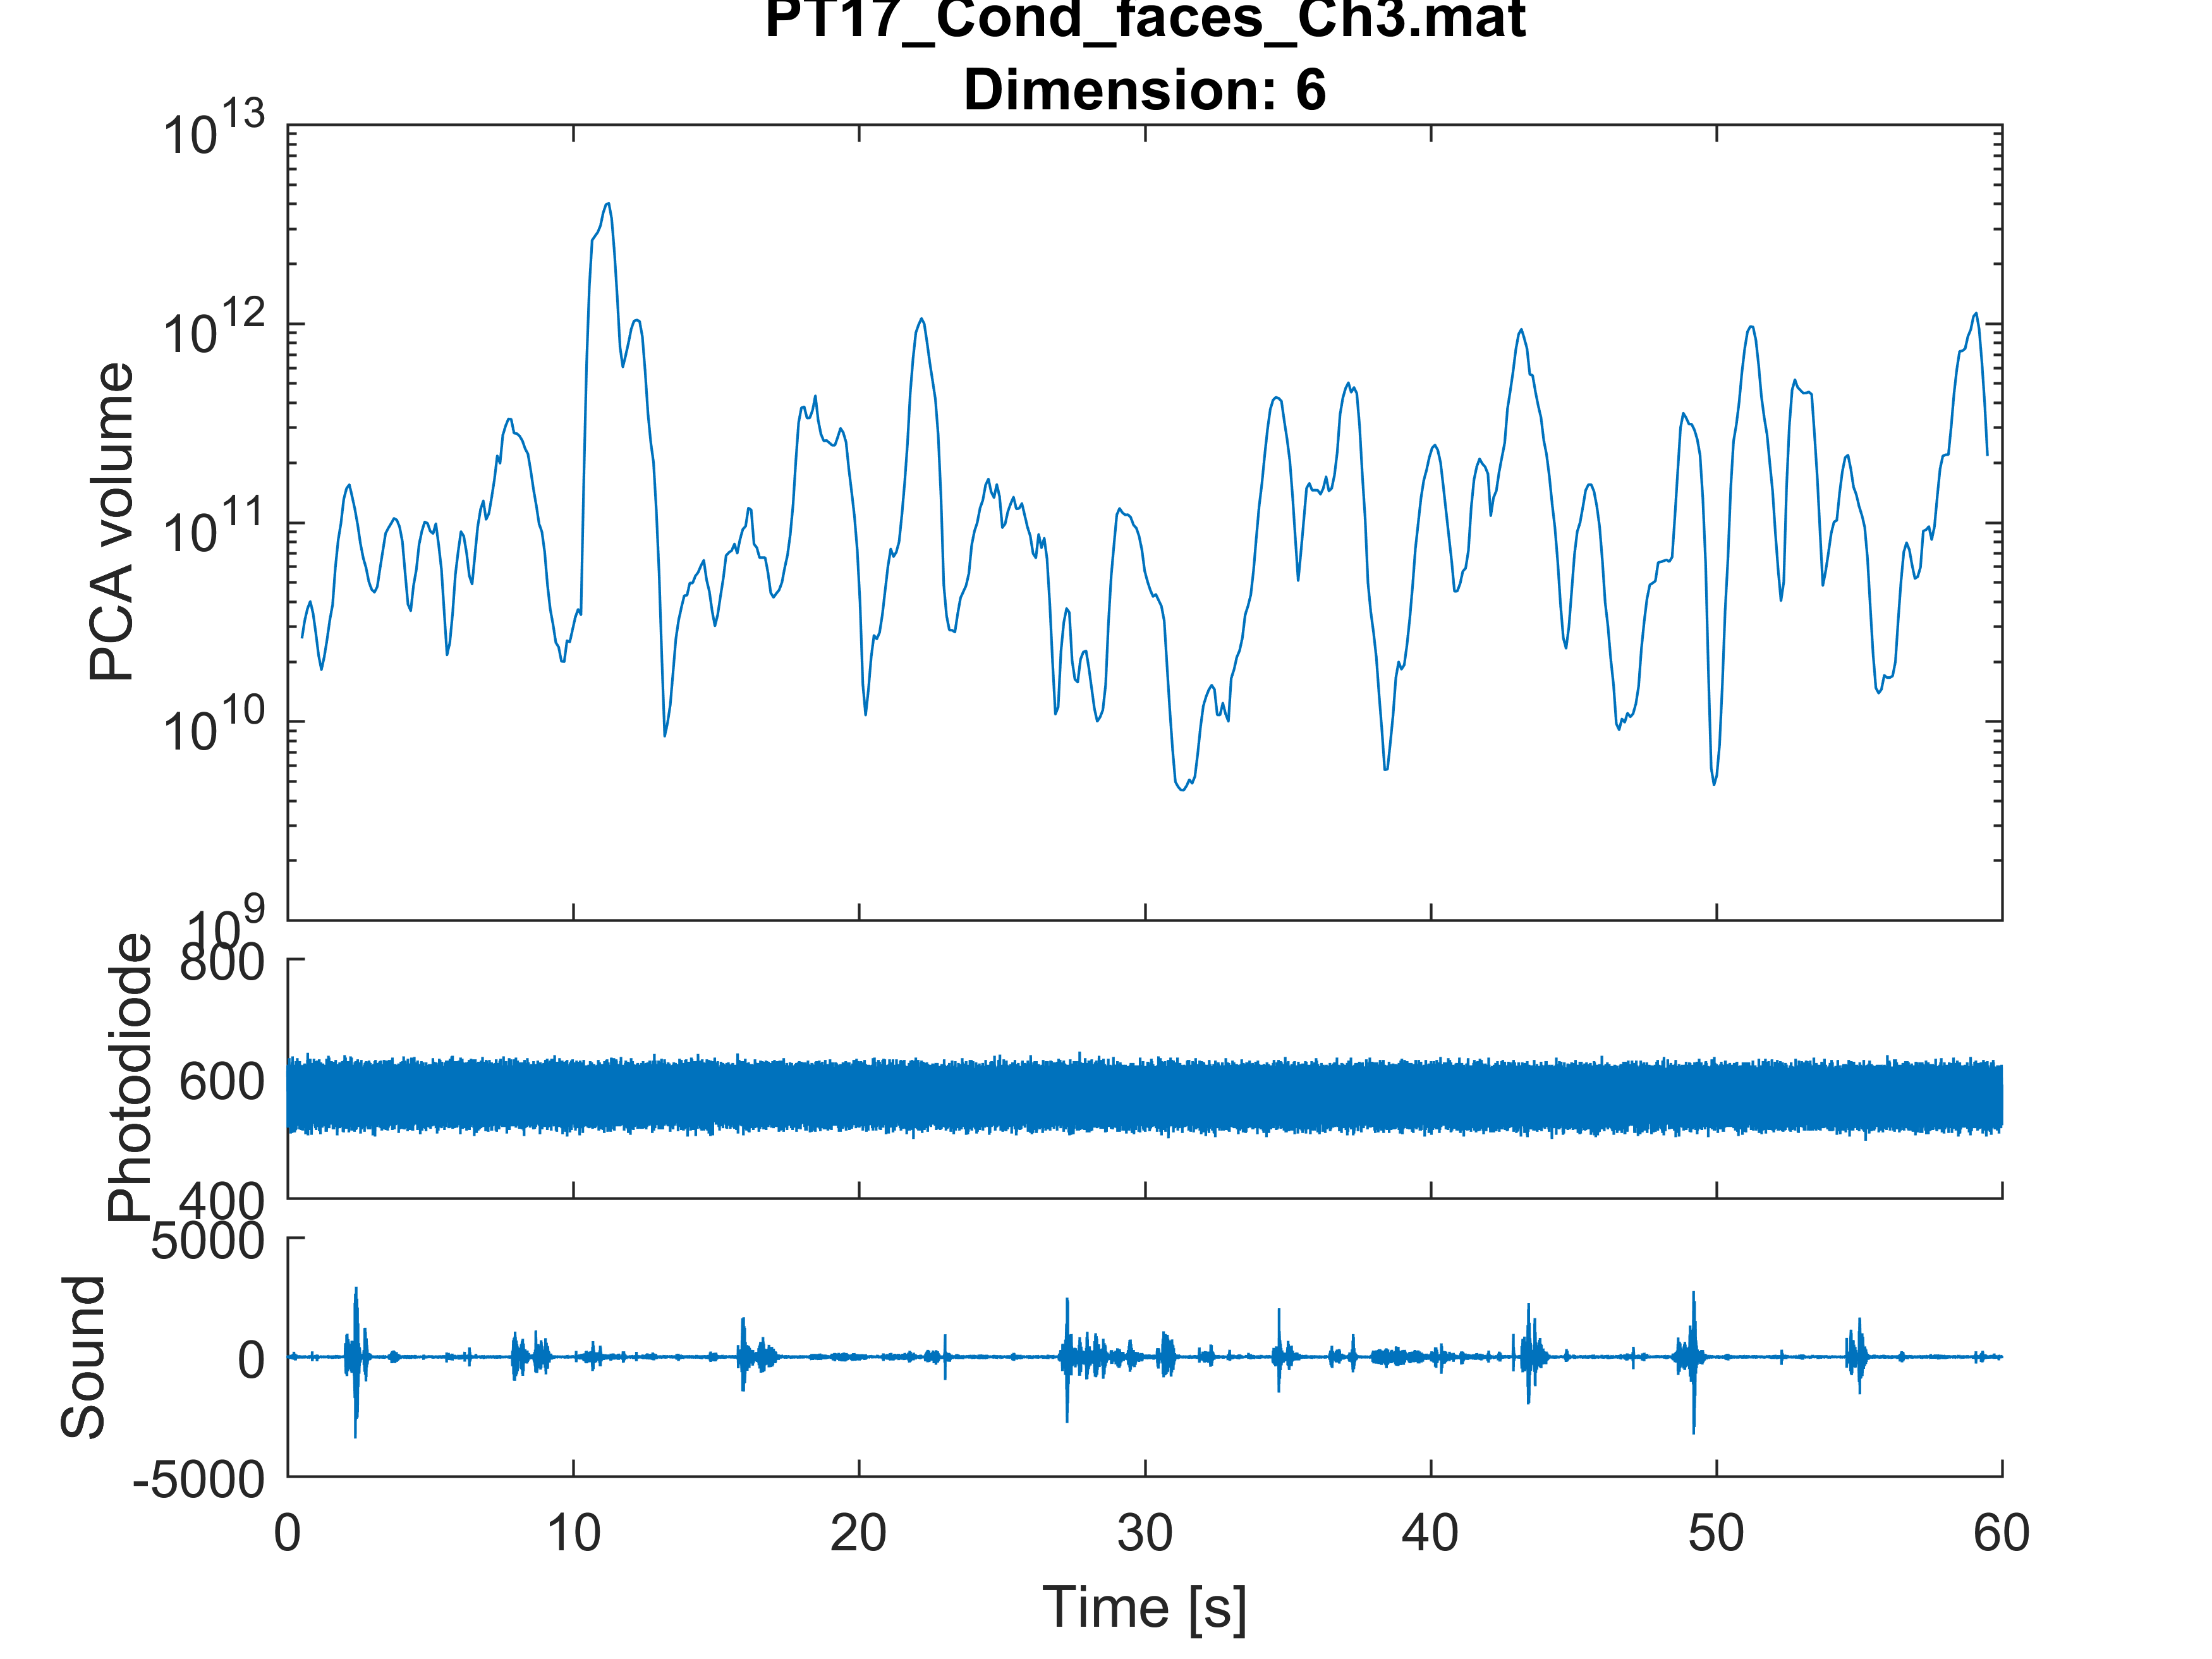 PT17_Cond_faces_Ch3.mat
Dimension: 6
PCA volume
10^13
10^12
10^11
10^10
10^9
Photodiode
800
600
400
Sound
5000
0
-5000
0 10 20 30 40 50 60
Time [s]